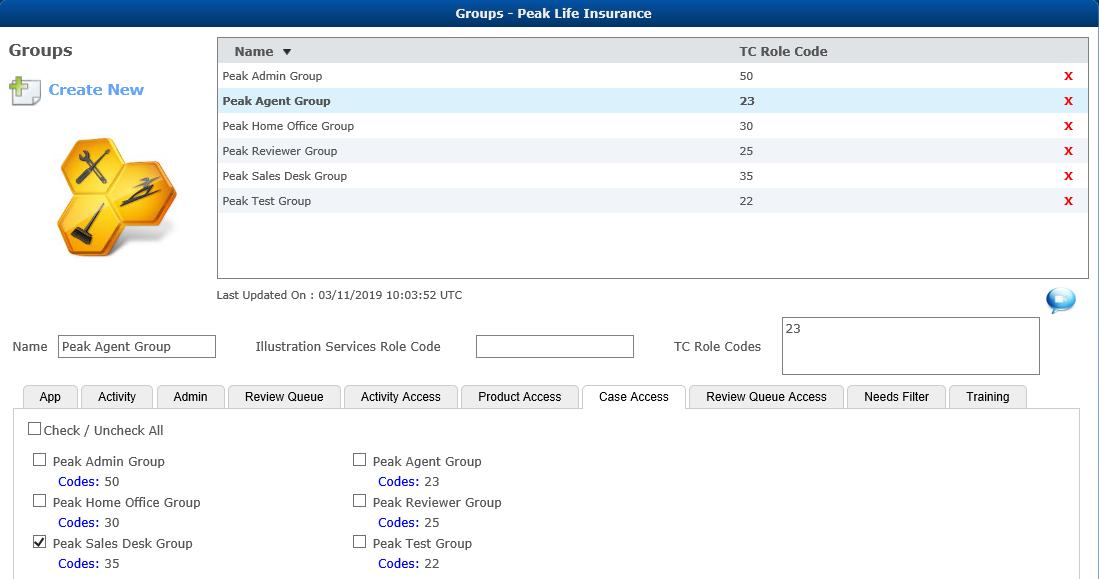 Groups - Peak Life Insurance
Groups
Create New
Name ▼ TC Role Code
Peak Admin Group 50 X
Peak Agent Group 23 X
Peak Home Office Group 30 X
Peak Reviewer Group 25 X
Peak Sales Desk Group 35 X
Peak Test Group 22 X
Last Updated On : 03/11/2019 10:03:52 UTC
Name Peak Agent Group Illustration Services Role Code TC Role Codes 23
App Activity Admin Review Queue Activity Access Product Access Case Access Review Queue Access Needs Filter Training
Check / Uncheck All
Peak Admin Group Peak Agent Group
Codes: 50 Codes: 23
Peak Home Office Group Peak Reviewer Group
Codes: 30 Codes: 25
Peak Sales Desk Group Peak Test Group
Codes: 35 Codes: 22